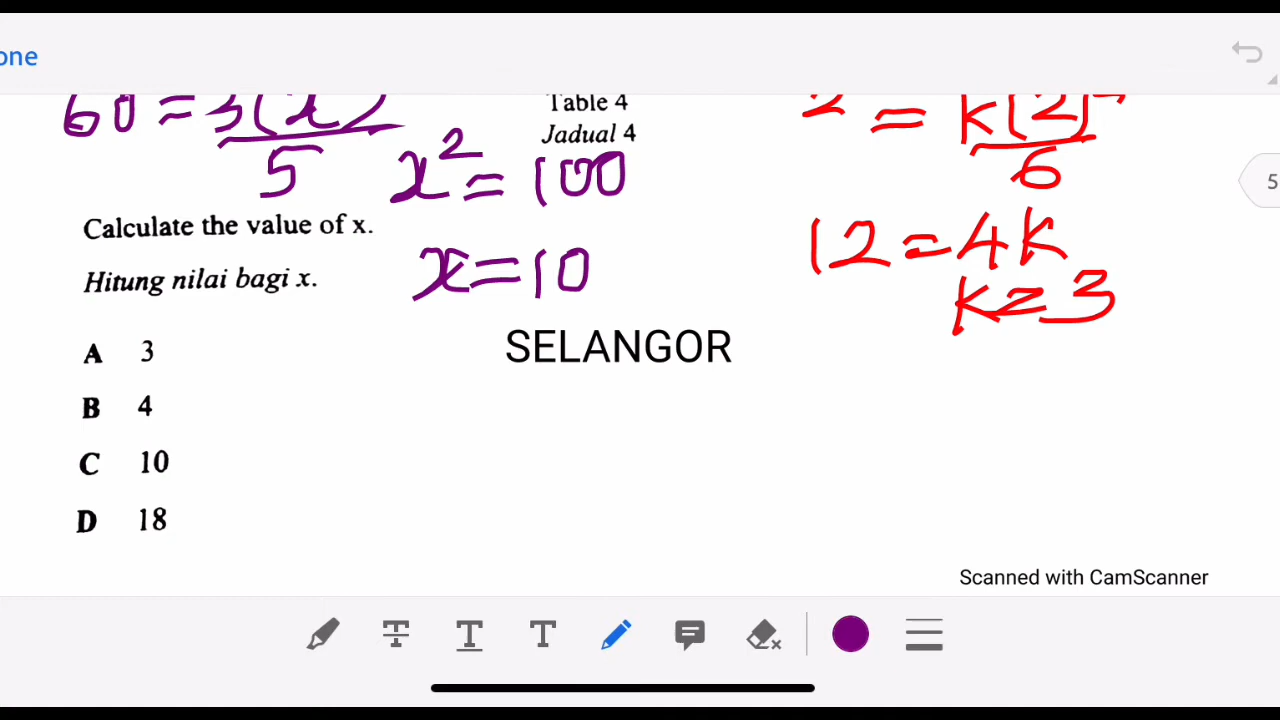 one
60 = 3(x)
5
Table 4
Jadual 4
2 = k(2)²
6
x² = 100
5
Calculate the value of x.
12 = 4k
Hitung nilai bagi x.
x = 10
k = 3
SELANGOR
A 3
B 4
C 10
D 18
Scanned with CamScanner
T T T